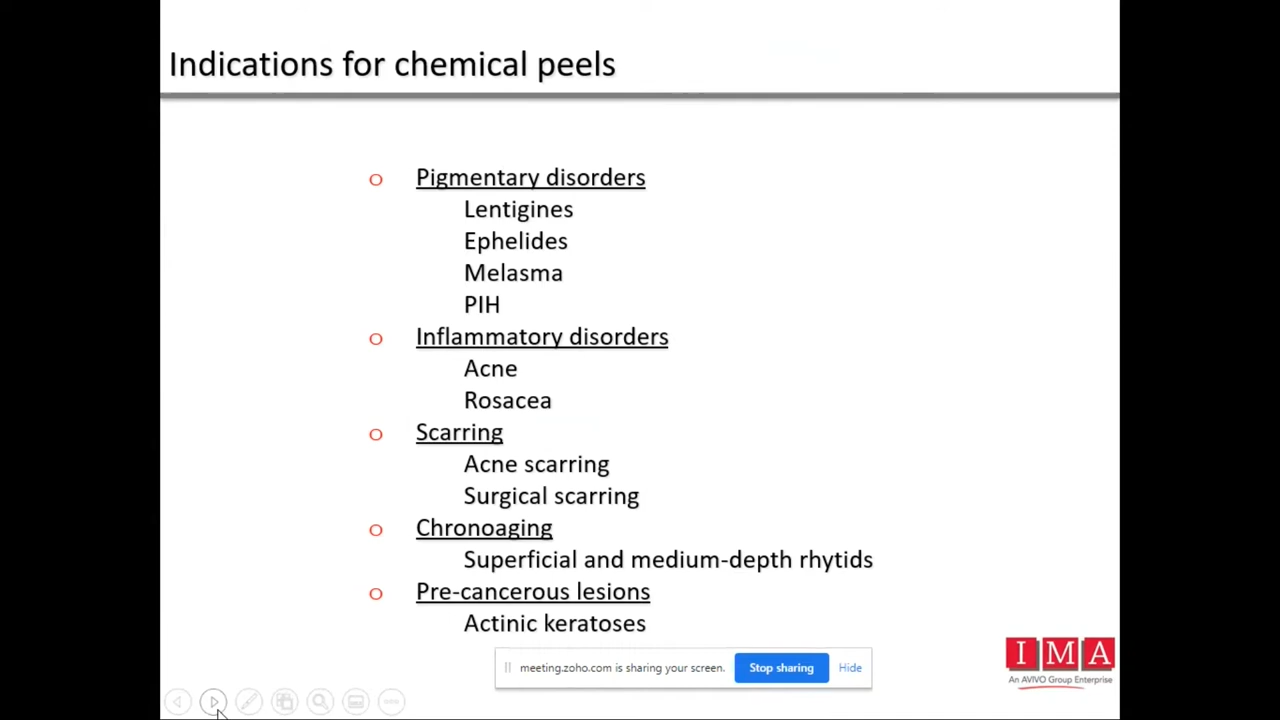 Indications for chemical peels
o Pigmentary disorders
Lentigines
Ephelides
Melasma
PIH
o Inflammatory disorders
Acne
Rosacea
o Scarring
Acne scarring
Surgical scarring
o Chronoaging
Superficial and medium-depth rhytids
o Pre-cancerous lesions
Actinic keratoses
meeting.zoho.com is sharing your screen. Stop sharing Hide
IMA
An AVIVO Group Enterprise